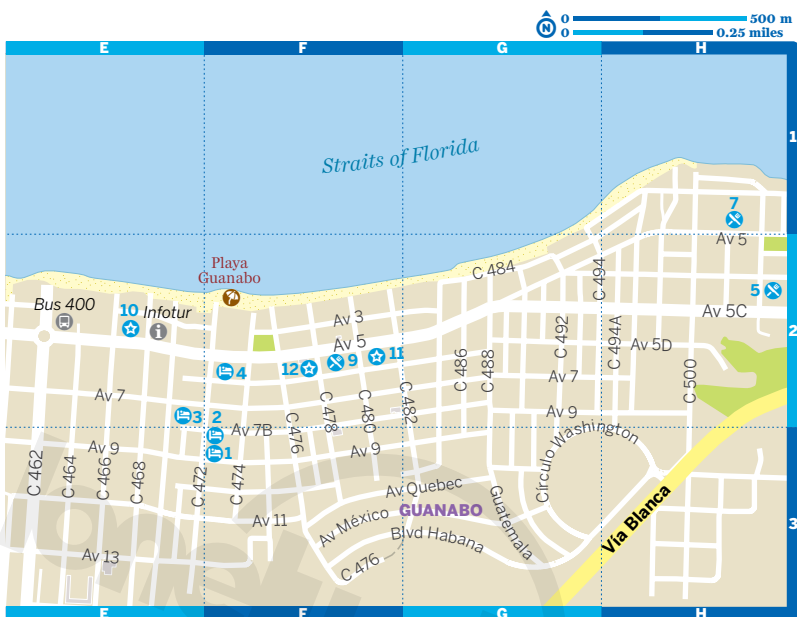 N
0 500 m
0 0.25 miles
E F G H
1
Straits of Florida
7
Av 5
Playa
Guanabo
C 484
C 494
5
Bus 400
10 Infotur
Av 3
Av 5C
2
Av 5
12 9 11
C 492
C 494A
Av 5D
4
C 486
C 488
Av 7
C 500
Av 7
3 2
C 476
C 478
C 480
C 482
Av 9
Av 7B
Círculo Washington
Av 9
1
Av 9
C 462
C 464
C 466
C 468
C 472
C 474
Av Quebec
GUANABO
Guatemala
Vía Blanca
3
Av 11
Av México
Blvd Habana
Av 13
C 476
E F G H